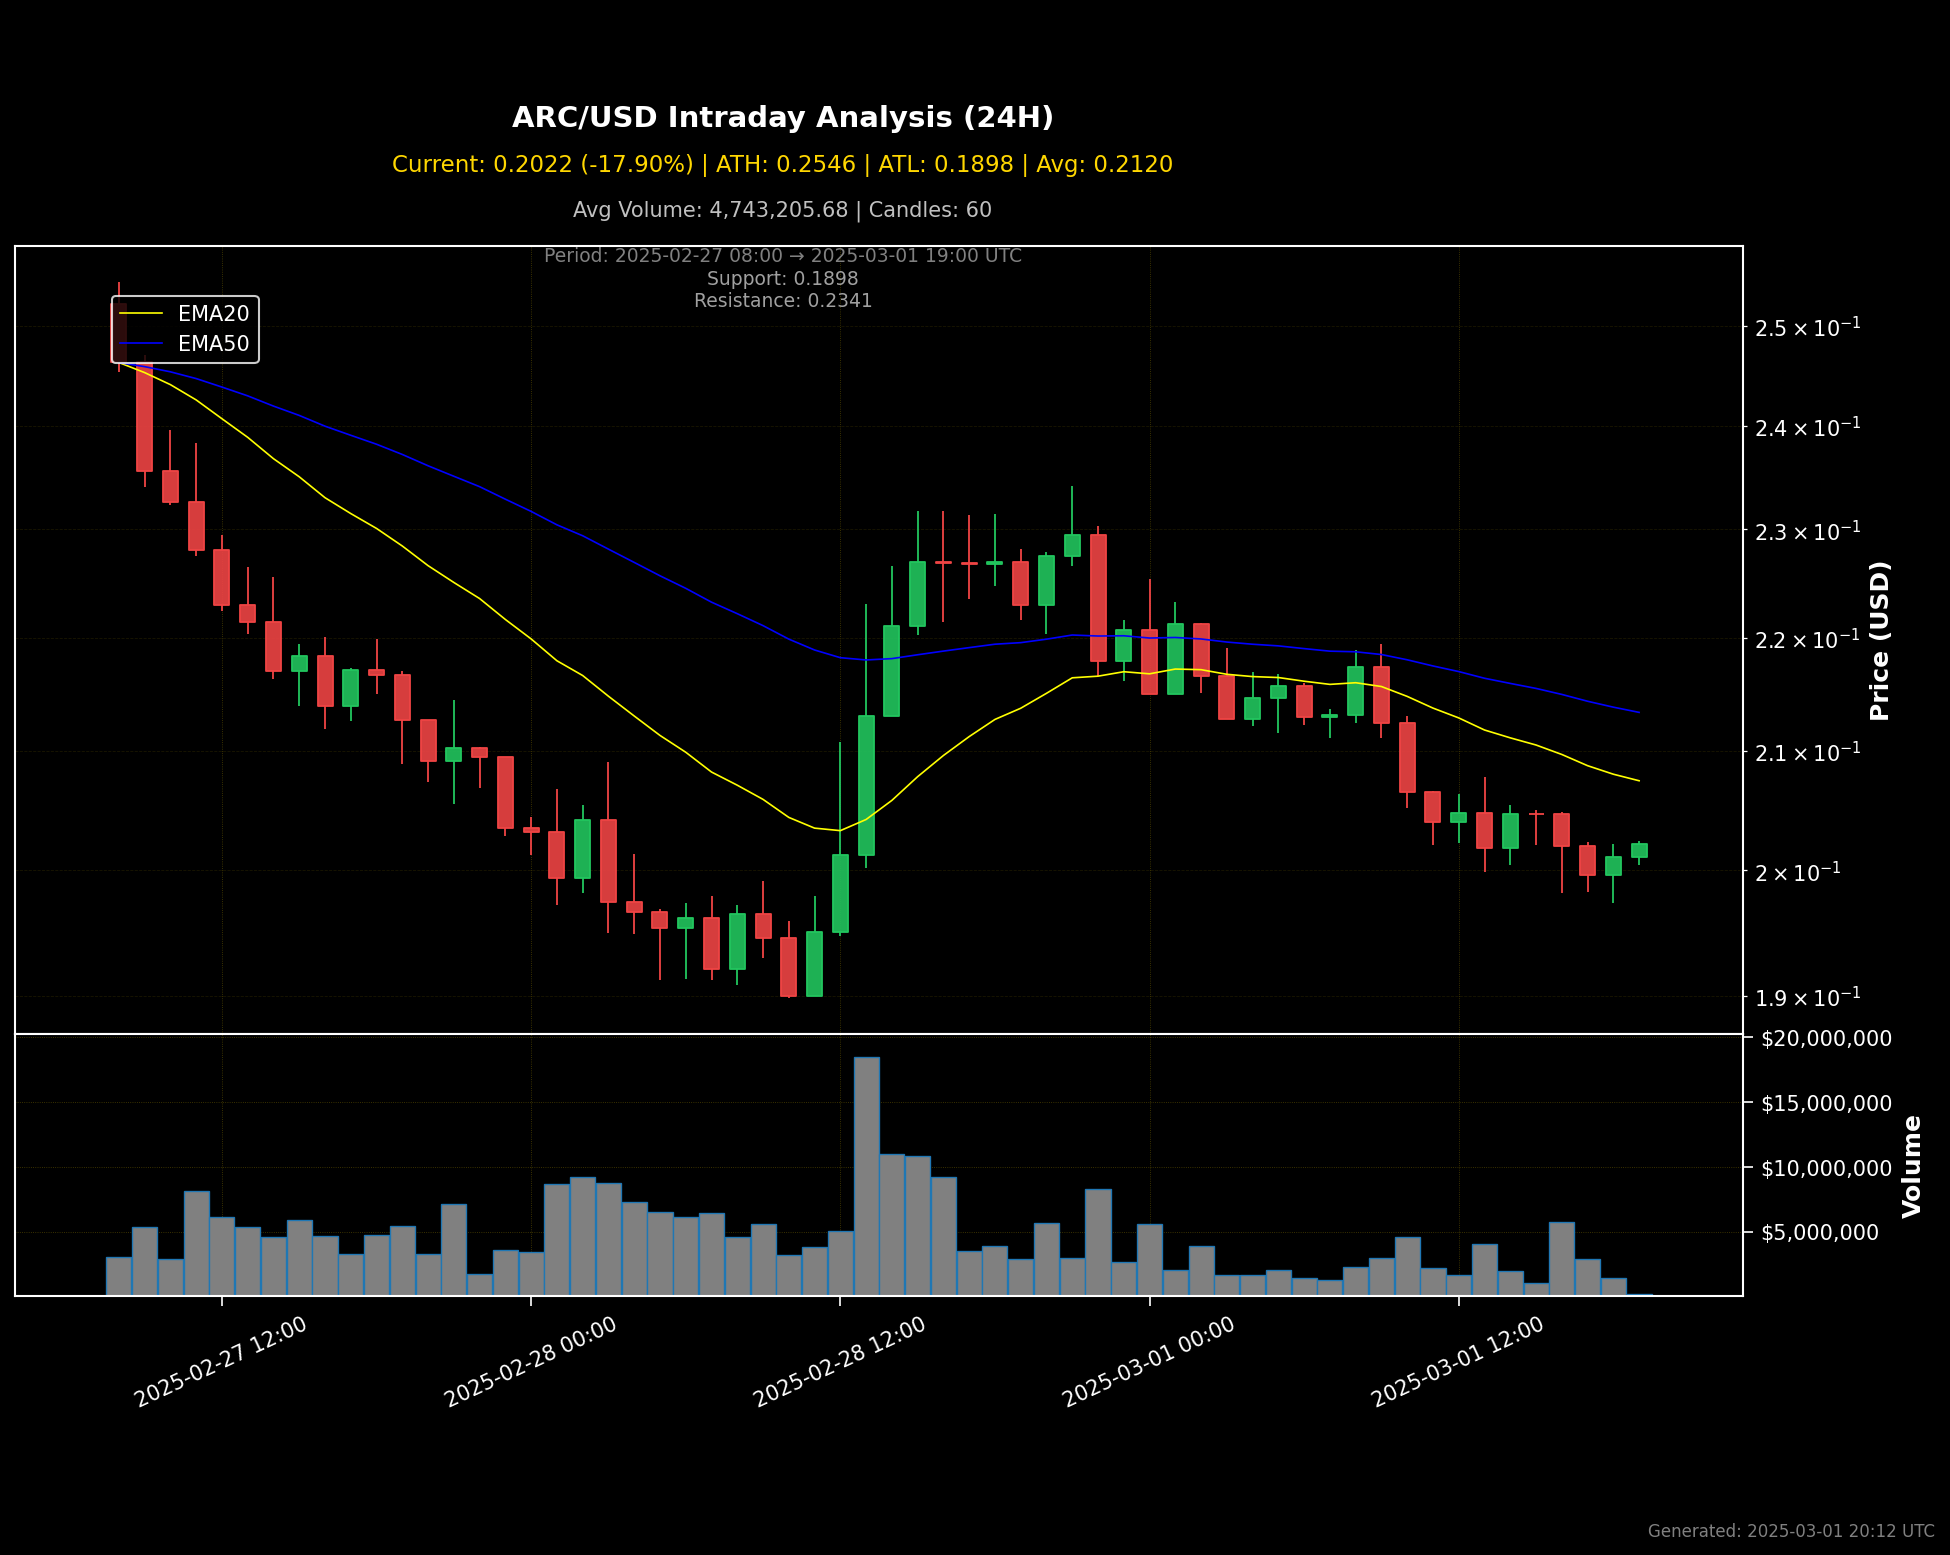 ARC/USD Intraday Analysis (24H)
Current: 0.2022 (-17.90%) | ATH: 0.2546 | ATL: 0.1898 | Avg: 0.2120
Avg Volume: 4,743,205.68 | Candles: 60
Period: 2025-02-27 08:00 → 2025-03-01 19:00 UTC
Support: 0.1898
Resistance: 0.2341
EMA20
EMA50
2.5×10⁻¹
2.4×10⁻¹
2.3×10⁻¹
2.2×10⁻¹
2.1×10⁻¹
2×10⁻¹
1.9×10⁻¹
Price (USD)
$20,000,000
$15,000,000
$10,000,000
$5,000,000
Volume
2025-02-27 12:00
2025-02-28 00:00
2025-02-28 12:00
2025-03-01 00:00
2025-03-01 12:00
Generated: 2025-03-01 20:12 UTC